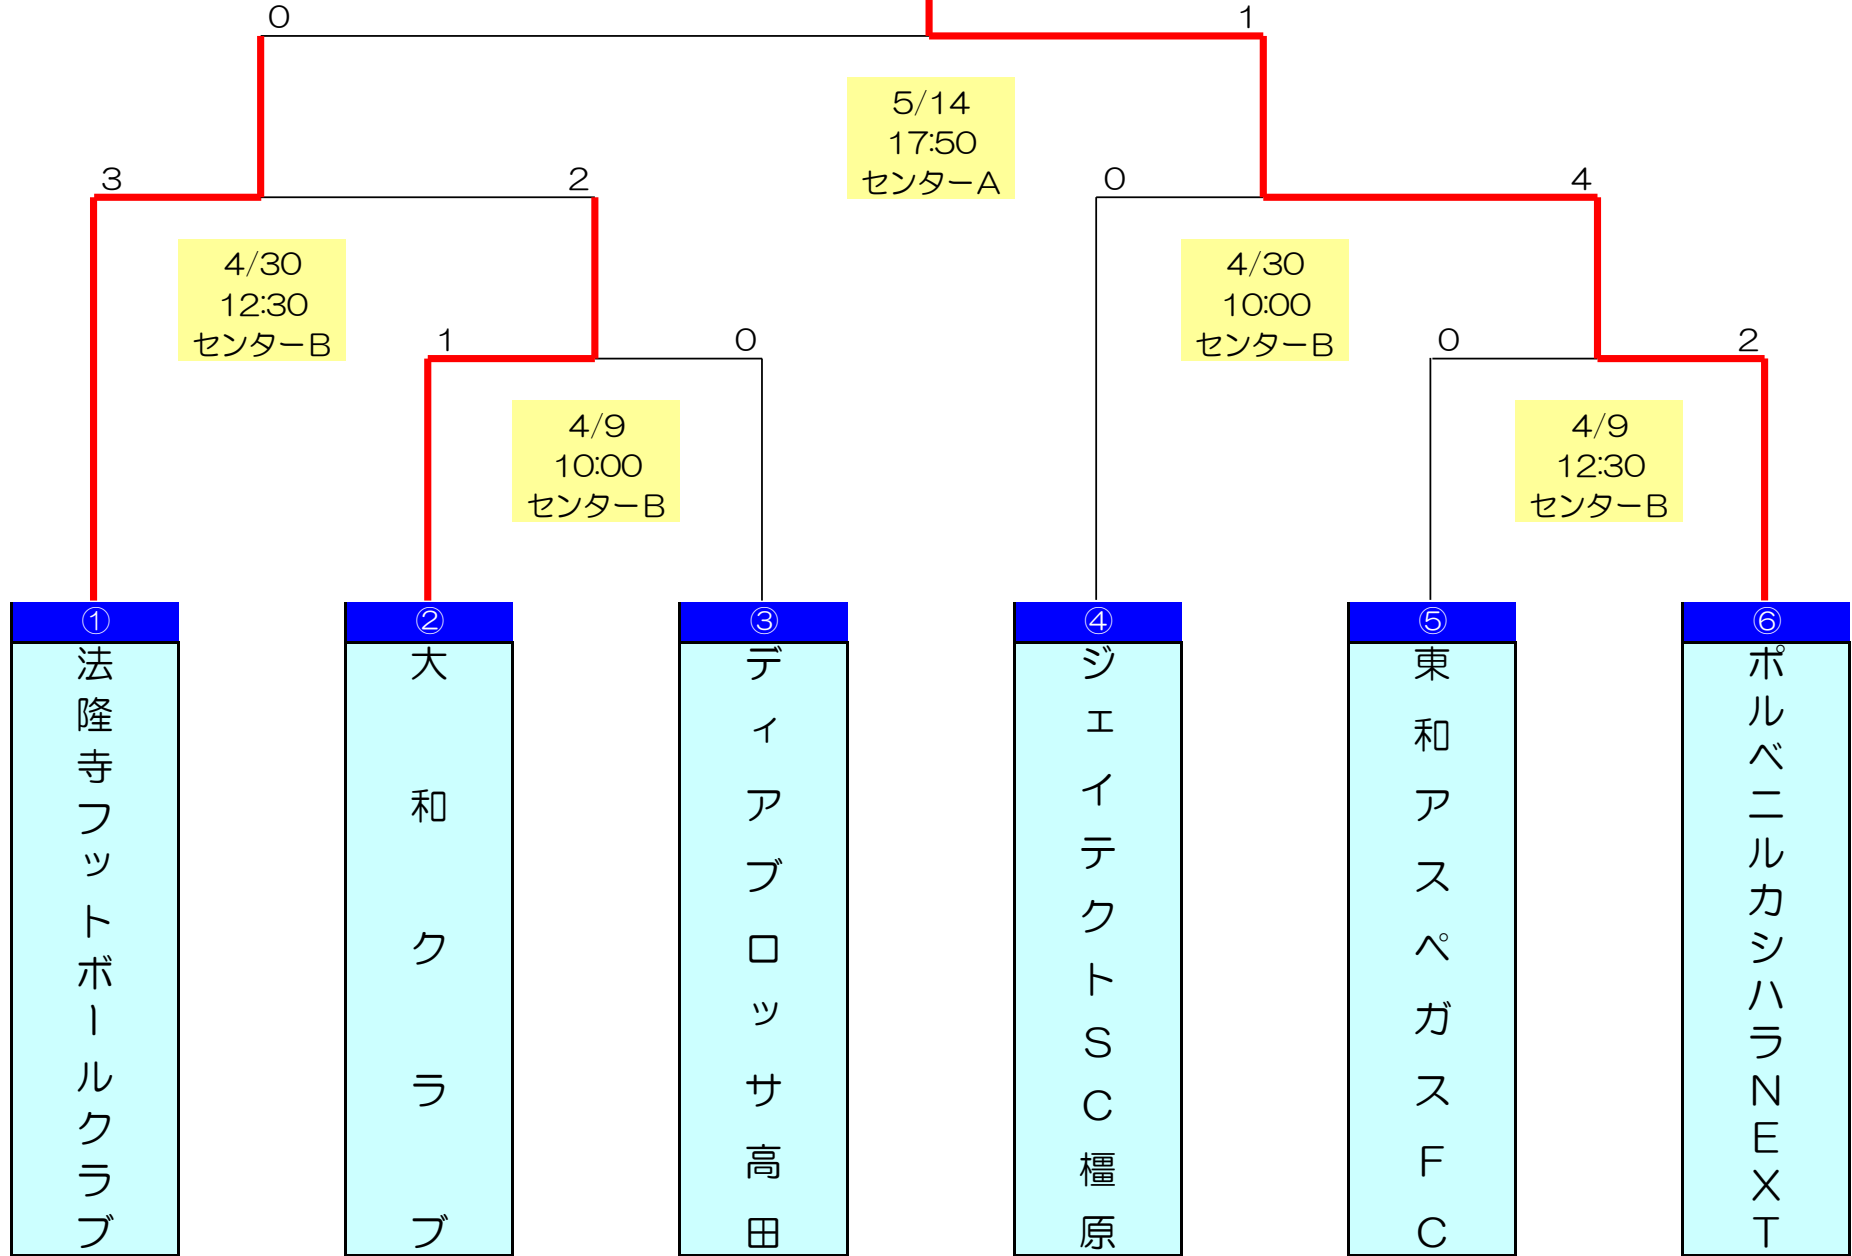 0
1
5/14
17:50
センターA
3
2
0
4
4/30
12:30
センターB
4/30
10:00
センターB
1
0
0
2
4/9
10:00
センターB
4/9
12:30
センターB
①
②
③
④
⑤
⑥
法隆寺フットボールクラブ
大和クラブ
ディアブロッサ高田
ジェイテクトSC橿原
東和アスペガスFC
ポルベニルカシハラNEXT